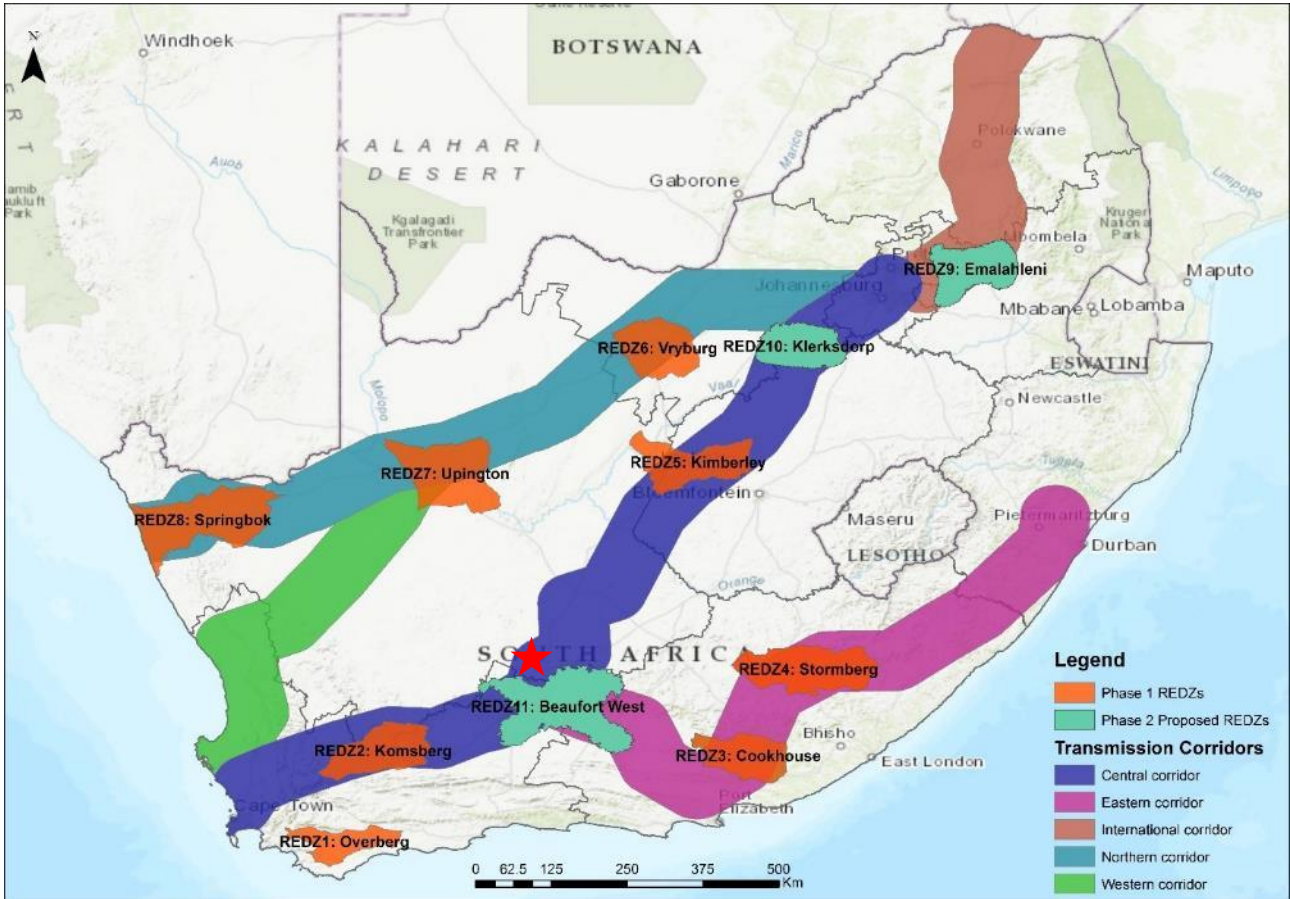 N
Windhoek
BOTSWANA
KALAHARI
DESERT
Auob
Marico
Polokwane
Gaborone
Limpopo
Park
Kgalagadi
Transfrontier
Park
Kruger
National
Park
Molopo
REDZ9: Emalahleni
Johannesburg
Maputo
Mbabane
Lobamba
REDZ6: Vryburg
REDZ10: Klerksdorp
ESWATINI
Vaal
Newcastle
REDZ7: Upington
REDZ5: Kimberley
Bloemfontein
REDZ8: Springbok
Maseru
LESOTHO
Tugela
Pietermaritzburg
Durban
Orange
SOUTH AFRICA
REDZ4: Stormberg
REDZ11: Beaufort West
REDZ2: Komsberg
REDZ3: Cookhouse
Bhisho
East London
Port
Elizabeth
Cape Town
REDZ1: Overberg
0 62.5 125 250 375 500
Km
Legend
Phase 1 REDZs
Phase 2 Proposed REDZs
Transmission Corridors
Central corridor
Eastern corridor
International corridor
Northern corridor
Western corridor